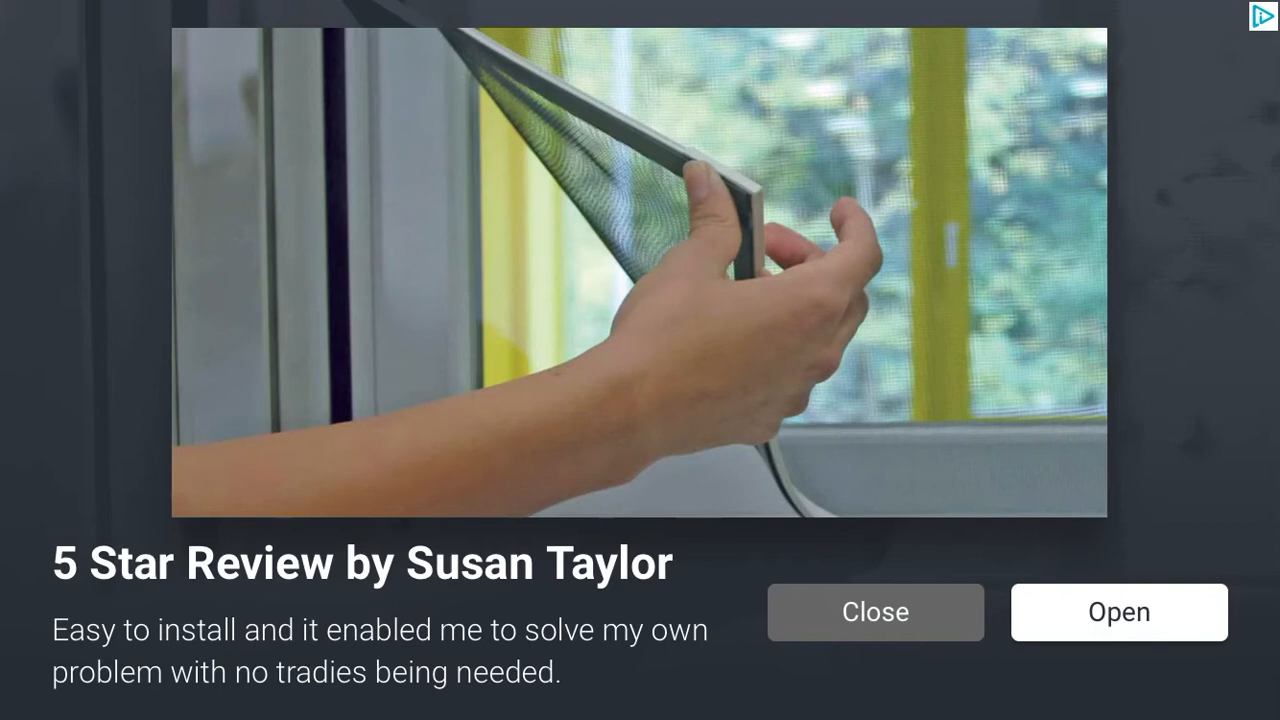 5 Star Review by Susan Taylor
Easy to install and it enabled me to solve my own
problem with no tradies being needed.
Close
Open